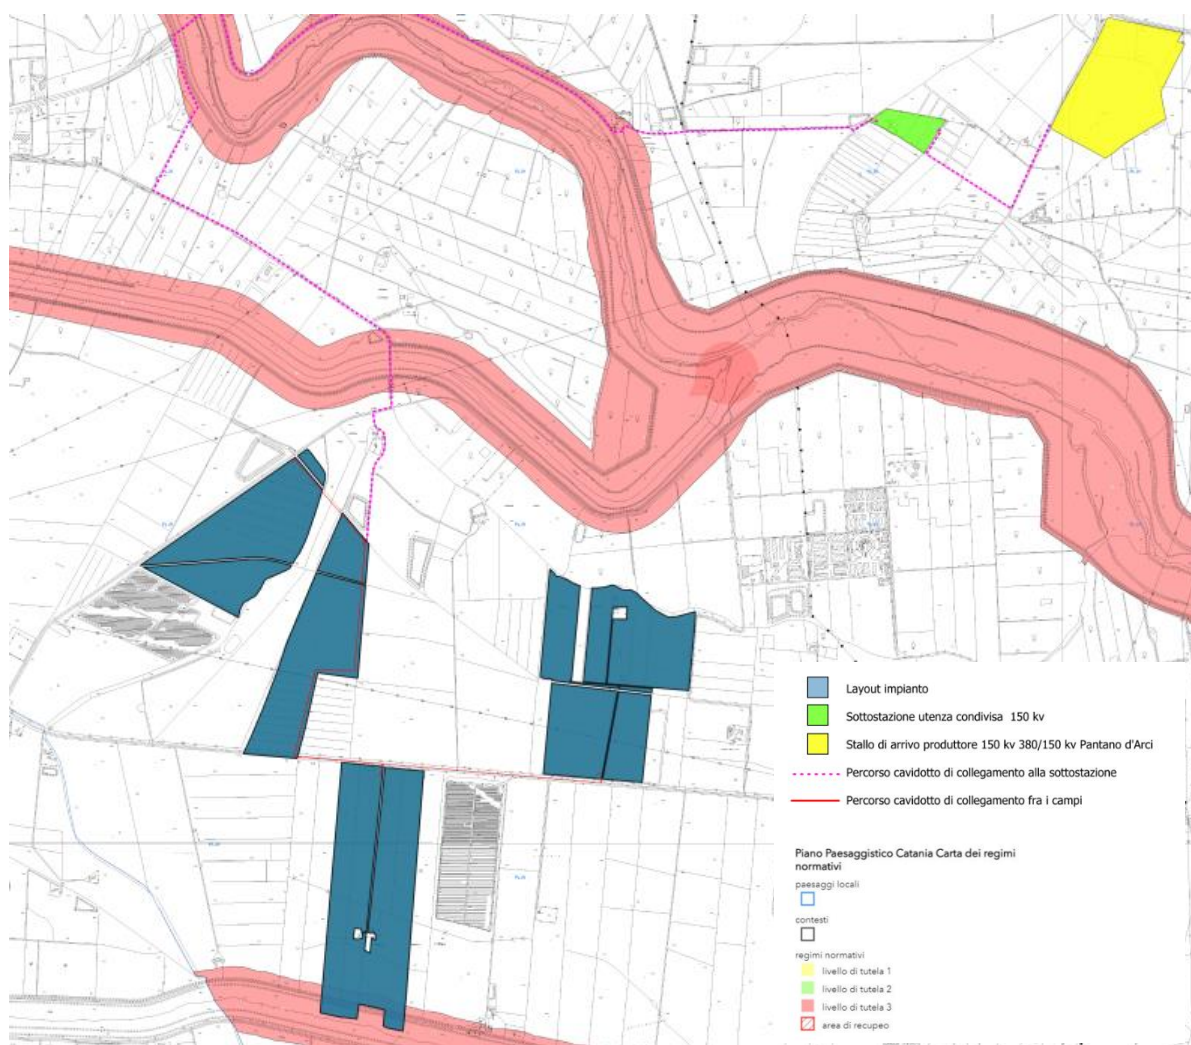 Layout impianto
Sottostazione utenza condivisa 150 kv
Stallo di arrivo produttore 150 kv 380/150 kv Pantano d'Arci
Percorso cavidotto di collegamento alla sottostazione
Percorso cavidotto di collegamento fra i campi
Piano Paesaggistico Catania Carta dei regimi
normativi
paesaggi locali
contesti
regimi normativi
livello di tutela 1
livello di tutela 2
livello di tutela 3
area di recupeo